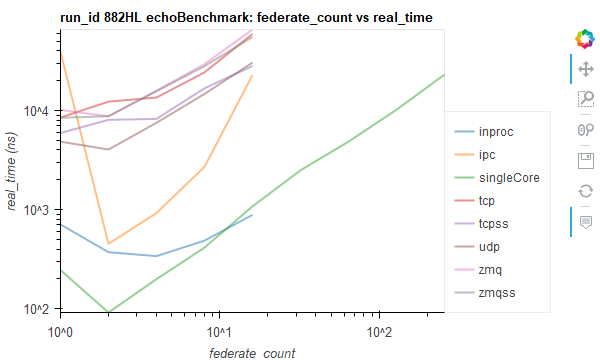 run_id 882HL echoBenchmark: federate_count vs real_time
real_time (ns)
10^4
10^3
10^2
10^0
10^1
10^2
federate_count
inproc
ipc
singleCore
tcp
tcpss
udp
zmq
zmqss